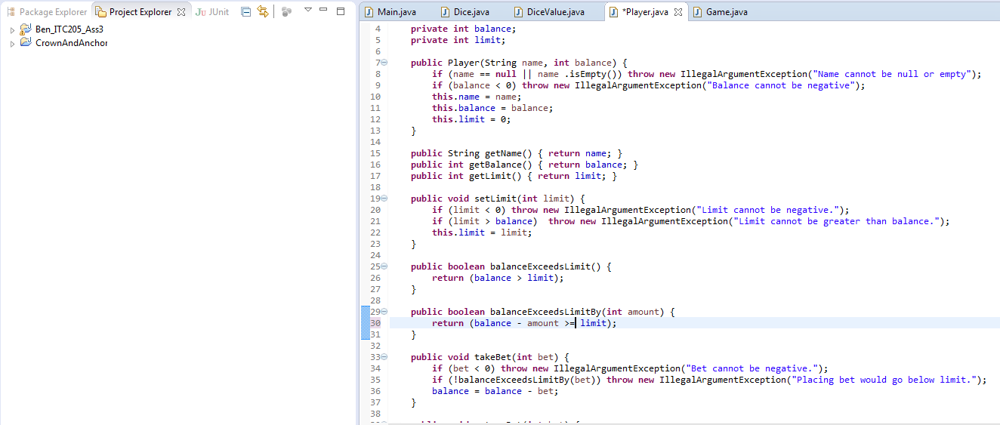 Package Explorer Project Explorer JUnit
Ben_ITC205_Ass3
CrownAndAnchor
Main.java Dice.java DiceValue.java *Player.java Game.java
4 private int balance;
5 private int limit;
6
7 public Player(String name, int balance) {
8 if (name == null || name .isEmpty()) throw new IllegalArgumentException("Name cannot be null or empty");
9 if (balance < 0) throw new IllegalArgumentException("Balance cannot be negative");
10 this.name = name;
11 this.balance = balance;
12 this.limit = 0;
13 }
14
15 public String getName() { return name; }
16 public int getBalance() { return balance; }
17 public int getLimit() { return limit; }
18
19 public void setLimit(int limit) {
20 if (limit < 0) throw new IllegalArgumentException("Limit cannot be negative.");
21 if (limit > balance)  throw new IllegalArgumentException("Limit cannot be greater than balance.");
22 this.limit = limit;
23 }
24
25 public boolean balanceExceedsLimit() {
26 return (balance > limit);
27 }
28
29 public boolean balanceExceedsLimitBy(int amount) {
30 return (balance - amount >= limit);
31 }
32
33 public void takeBet(int bet) {
34 if (bet < 0) throw new IllegalArgumentException("Bet cannot be negative.");
35 if (!balanceExceedsLimitBy(bet)) throw new IllegalArgumentException("Placing bet would go below limit.");
36 balance = balance - bet;
37 }
38